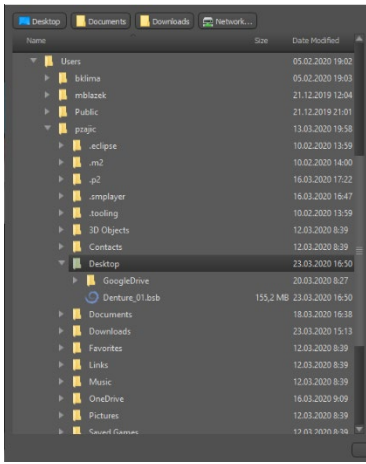 Desktop Documents Downloads Network...
Name Size Date Modified
Users 05.02.2020 19:02
bklima 05.02.2020 19:03
mblazek 21.12.2019 12:04
Public 21.12.2019 21:01
pzajic 13.03.2020 19:58
.eclipse 10.02.2020 13:59
.m2 10.02.2020 14:00
.p2 16.03.2020 17:22
.smplayer 16.03.2020 16:47
.tooling 10.02.2020 13:59
3D Objects 12.03.2020 8:39
Contacts 12.03.2020 8:39
Desktop 23.03.2020 16:50
GoogleDrive 20.03.2020 8:27
Denture_01.bsb 155,2 MB 23.03.2020 16:50
Documents 18.03.2020 16:38
Downloads 23.03.2020 15:13
Favorites 12.03.2020 8:39
Links 12.03.2020 8:39
Music 12.03.2020 8:39
OneDrive 16.03.2020 9:09
Pictures 12.03.2020 8:39
Saved Games 12.03.2020 8:39